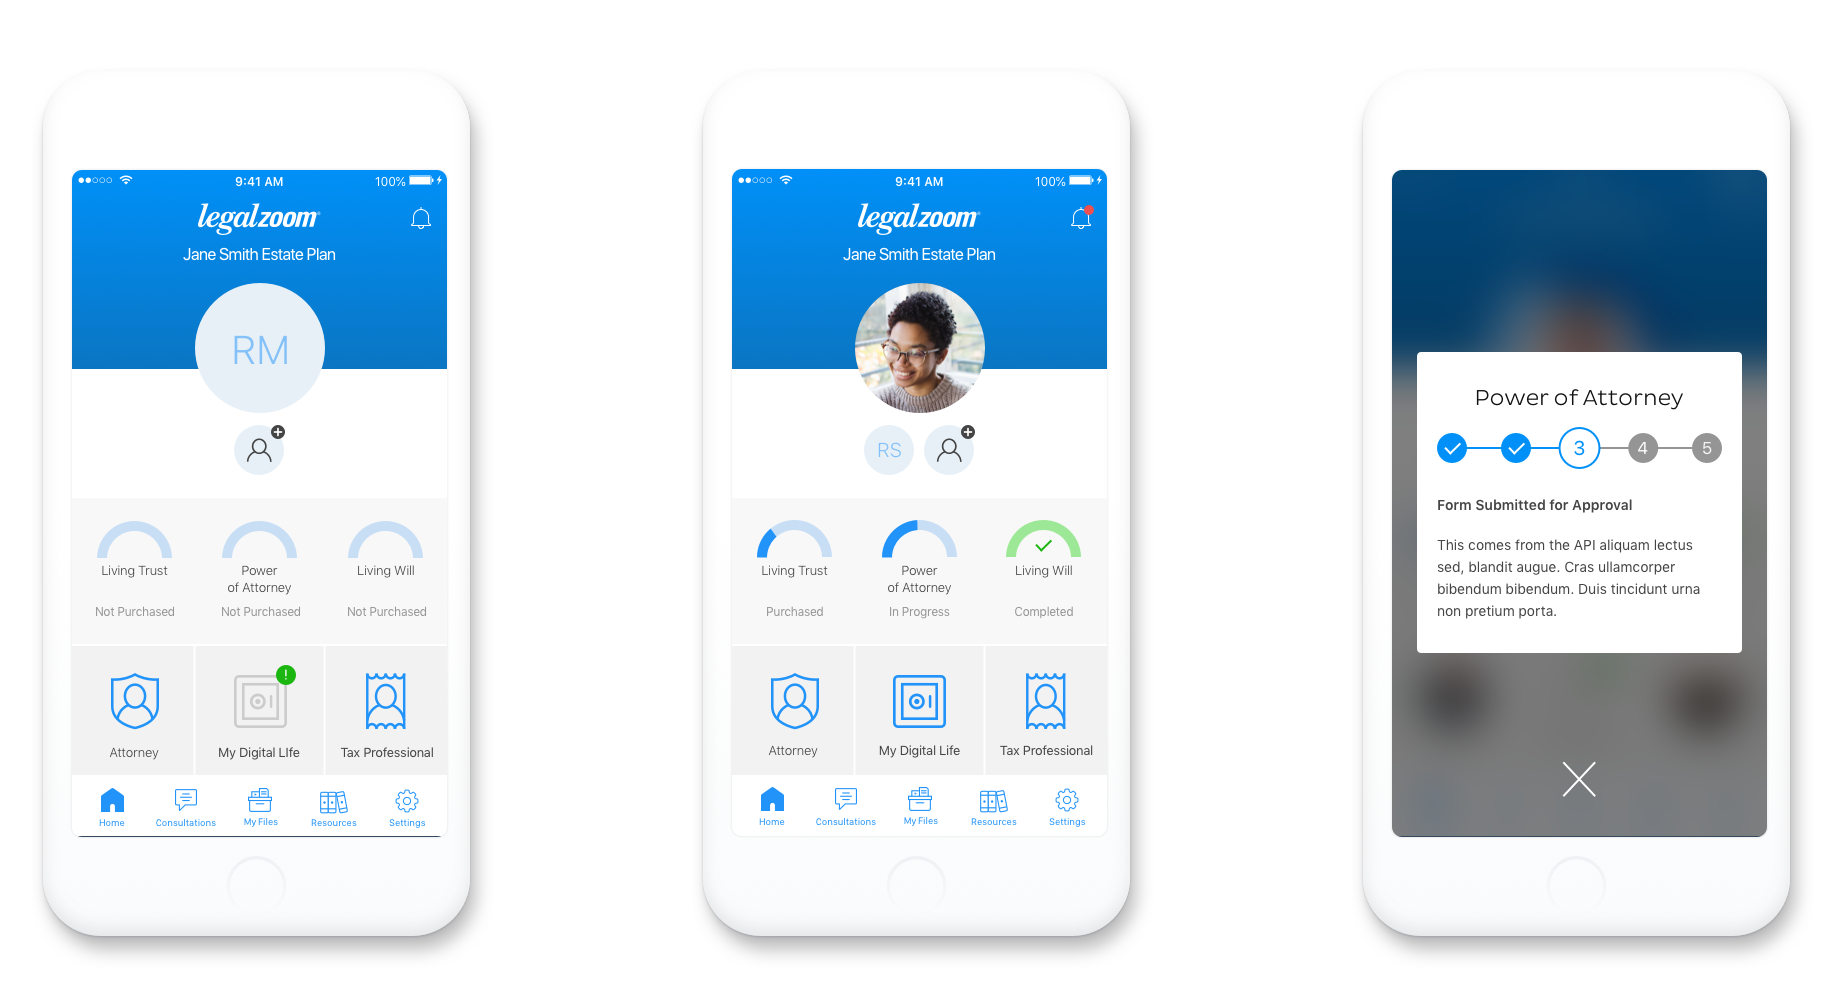 9:41 AM 100%
legalzoom
Jane Smith Estate Plan
RM
Living Trust Power of Attorney Living Will
Not Purchased Not Purchased Not Purchased
!
Attorney My Digital LIfe Tax Professional
Home Consultations My Files Resources Settings
9:41 AM 100%
legalzoom
Jane Smith Estate Plan
RS
Living Trust Power of Attorney Living Will
Purchased In Progress Completed
Attorney My Digital Life Tax Professional
Home Consultations My Files Resources Settings
Power of Attorney
3 4 5
Form Submitted for Approval
This comes from the API aliquam lectus
sed, blandit augue. Cras ullamcorper
bibendum bibendum. Duis tincidunt urna
non pretium porta.